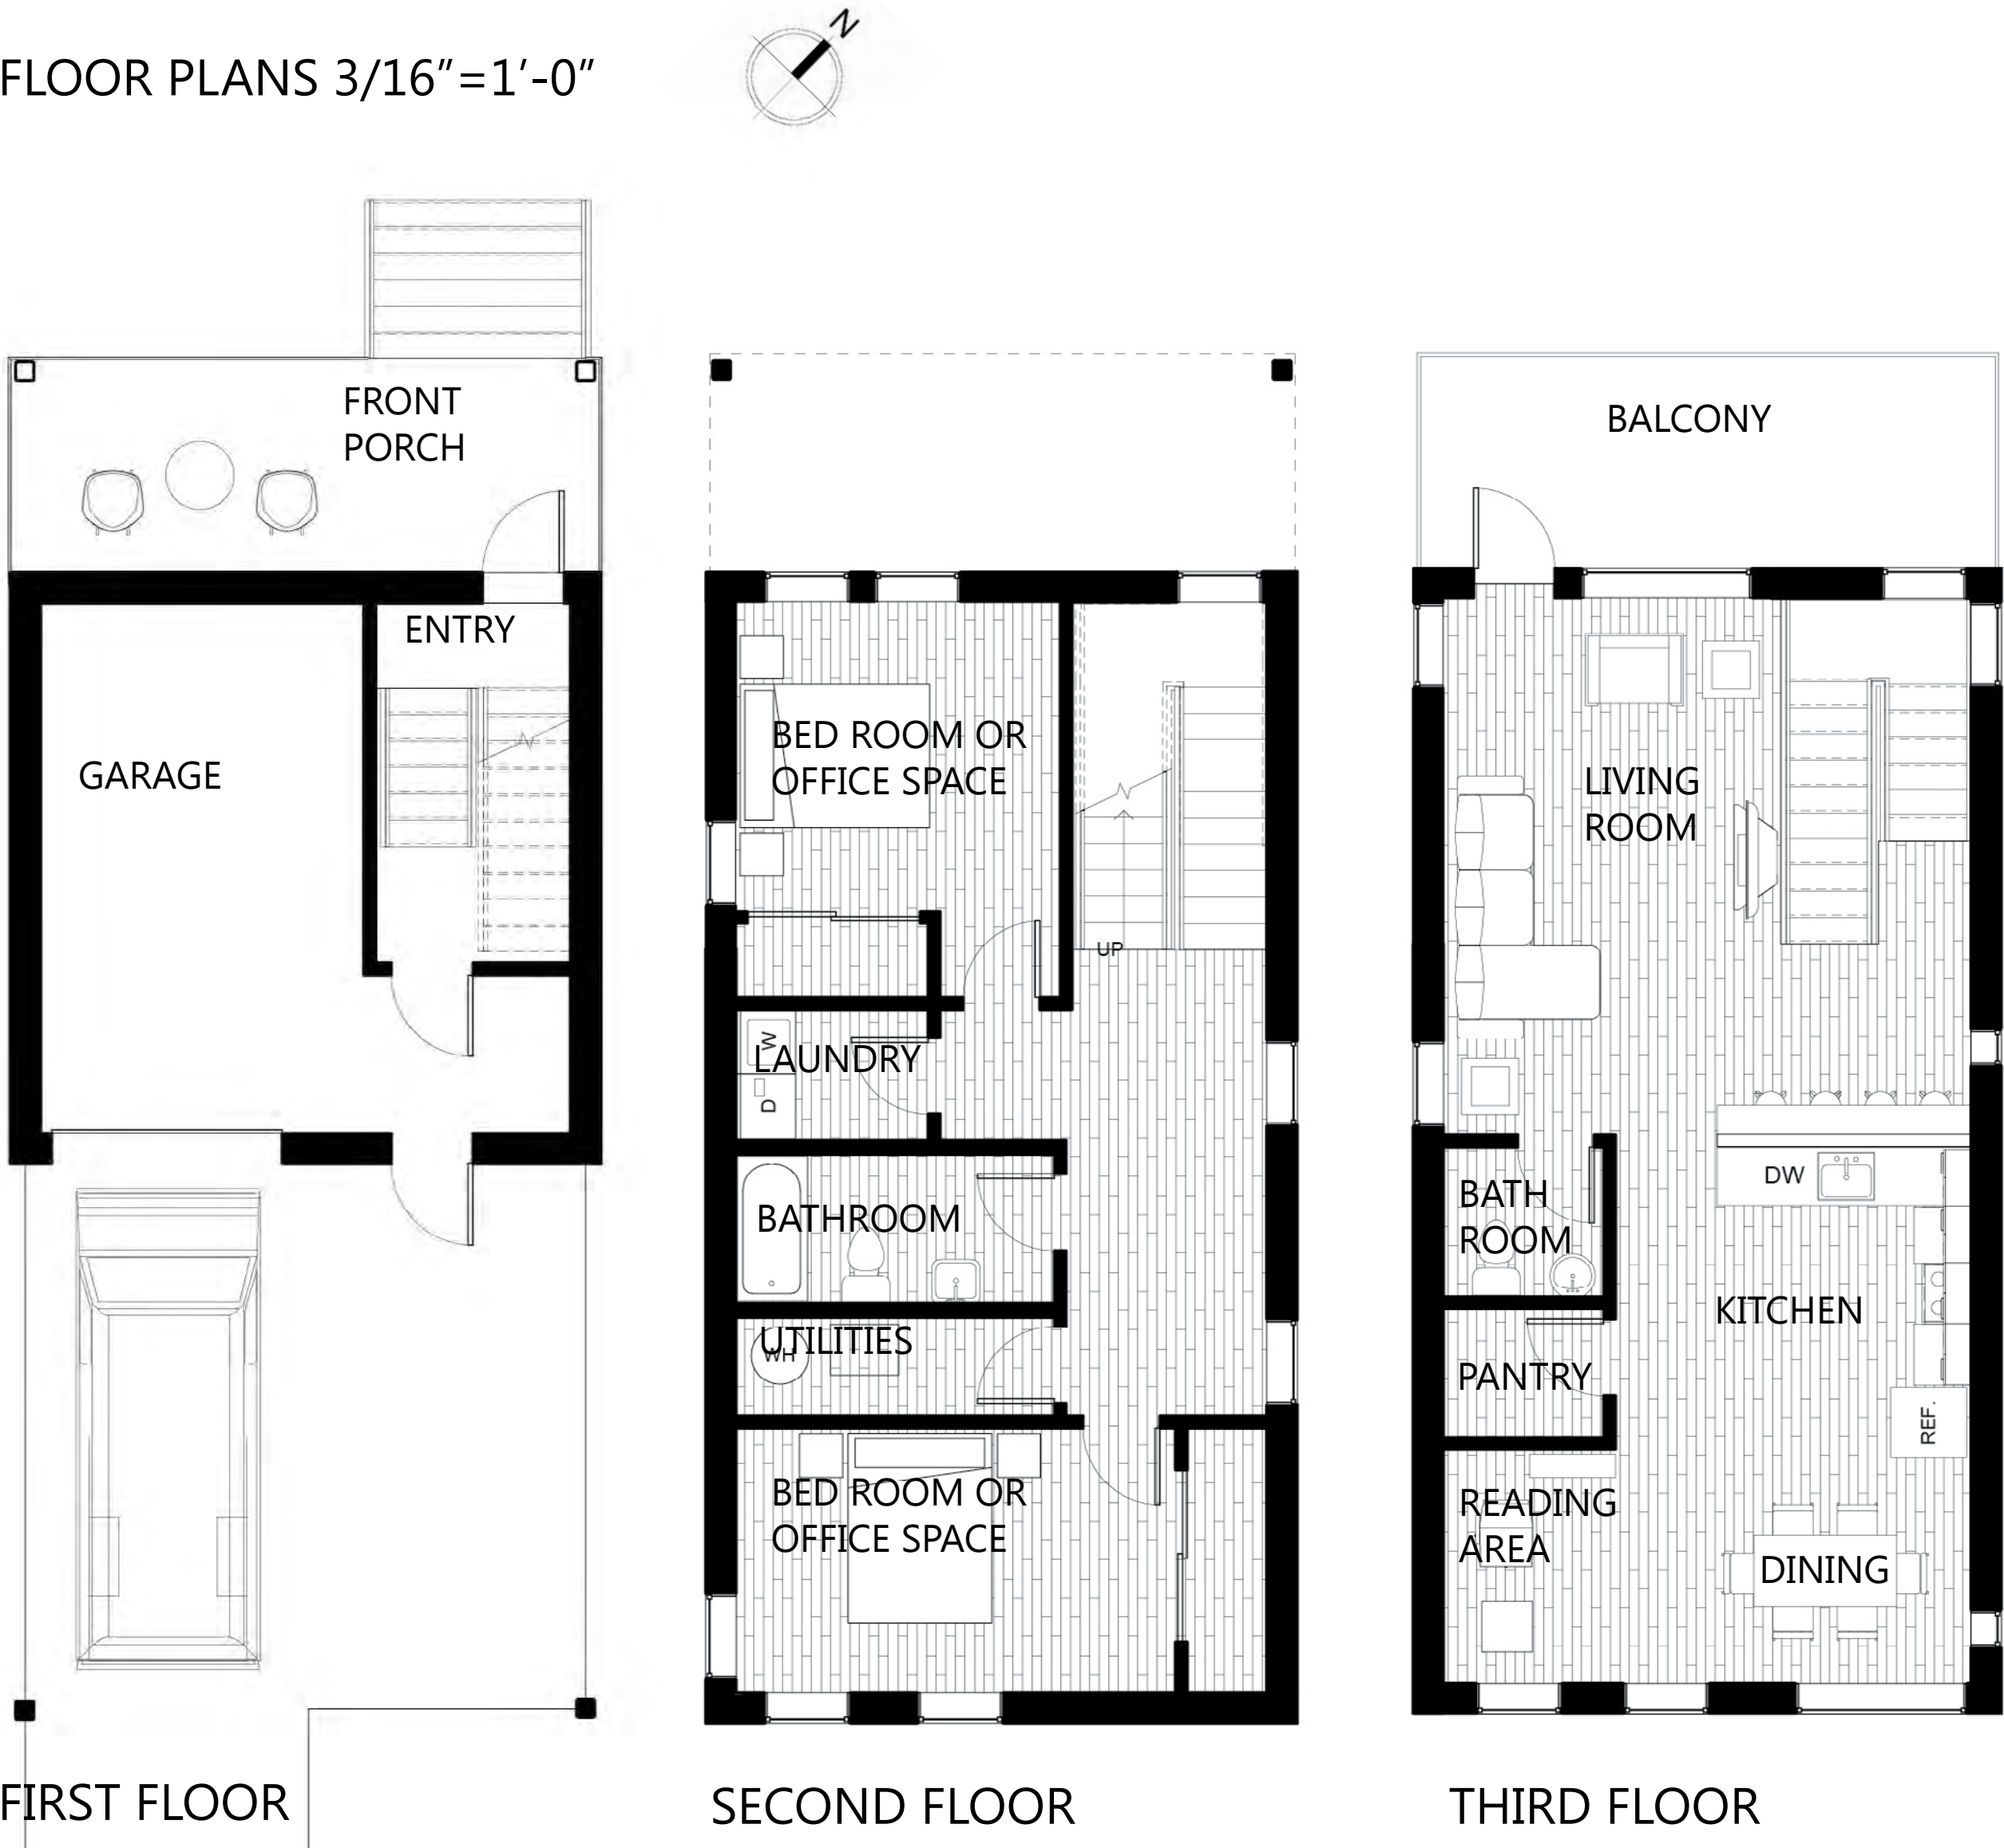 N
FLOOR PLANS 3/16”=1’-0”
FRONT
PORCH
ENTRY
GARAGE
FIRST FLOOR
BED ROOM OR
OFFICE SPACE
UP
W
LAUNDRY
D
BATHROOM
UTILITIES
WH
BED ROOM OR
OFFICE SPACE
SECOND FLOOR
BALCONY
LIVING
ROOM
DW
BATH
ROOM
KITCHEN
PANTRY
REF.
READING
AREA
DINING
THIRD FLOOR